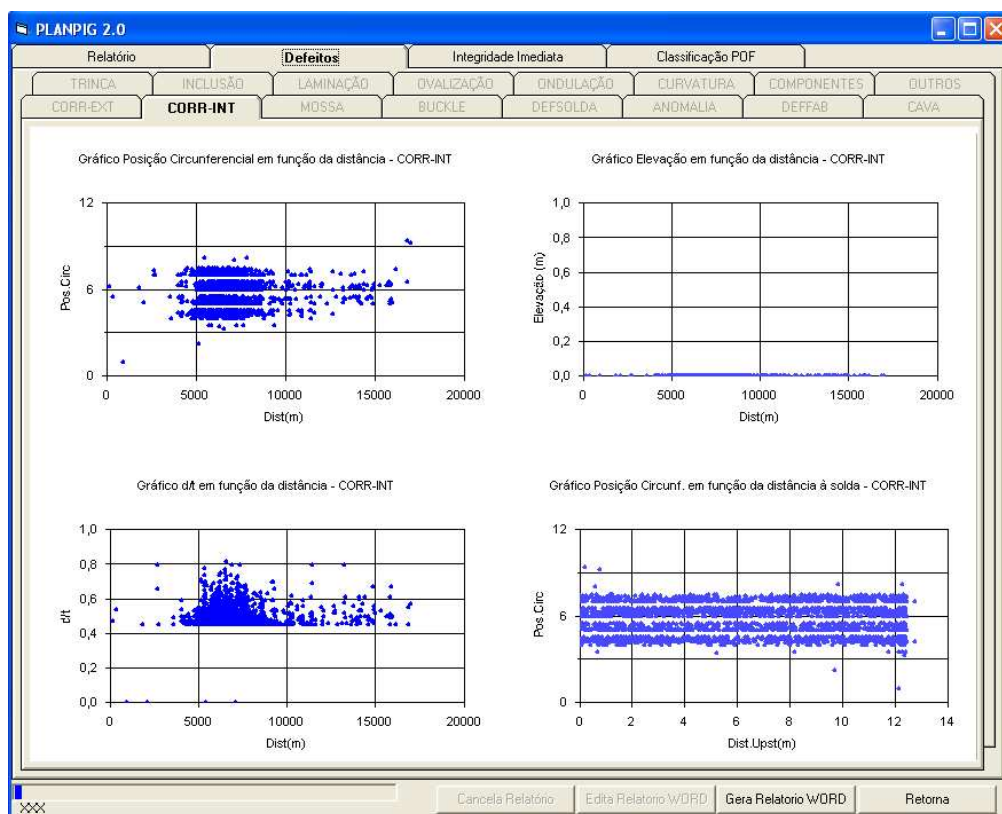 PLANPIG 2.0
Relatório Defeitos Integridade Imediata Classificação POF
TRINCA INCLUSÃO LAMINAÇÃO OVALIZAÇÃO ONDULAÇÃO CURVATURA COMPONENTES OUTROS
CORR-EXT CORR-INT MOSSA BUCKLE DEFSOLDA ANOMALIA DEFFAB CAVA
Gráfico Posição Circunferencial em função da distância - CORR-INT
12
6
0
Pos.Circ
0 5000 10000 15000 20000
Dist(m)
Gráfico Elevação em função da distância - CORR-INT
1,0
0,8
0,6
0,4
0,2
0,0
Elevação (m)
0 5000 10000 15000 20000
Dist(m)
Gráfico d/t em função da distância - CORR-INT
1,0
0,8
0,6
0,4
0,2
0,0
d/t
0 5000 10000 15000 20000
Dist(m)
Gráfico Posição Circunf. em função da distância à solda - CORR-INT
12
6
0
Pos.Circ
0 2 4 6 8 10 12 14
Dist.Upst(m)
XXX
Cancela Relatório Edita Relatorio WORD Gera Relatorio WORD Retorna